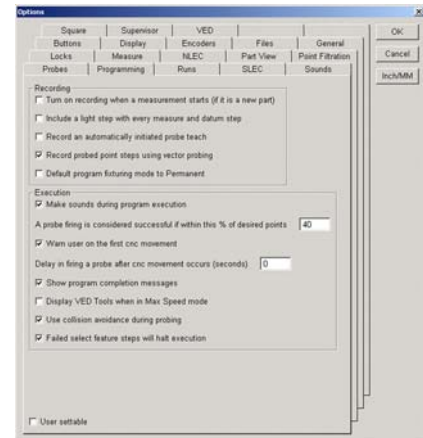 Options
Square Supervisor VED
Buttons Display Encoders Files General
Locks Measure NLEC Part View Point Filtration
Probes Programming Runs SLEC Sounds
OK
Cancel
Inch/MM
Recording
Turn on recording when a measurement starts (if it is a new part)
Include a light step with every measure and datum step
Record an automatically initiated probe teach
Record probed point steps using vector probing
Default program fixturing mode to Permanent
Execution
Make sounds during program execution
A probe firing is considered successful if within this % of desired points 40
Warn user on the first cnc movement
Delay in firing a probe after cnc movement occurs (seconds) 0
Show program completion messages
Display VED Tools when in Max Speed mode
Use collision avoidance during probing
Failed select feature steps will halt execution
User settable